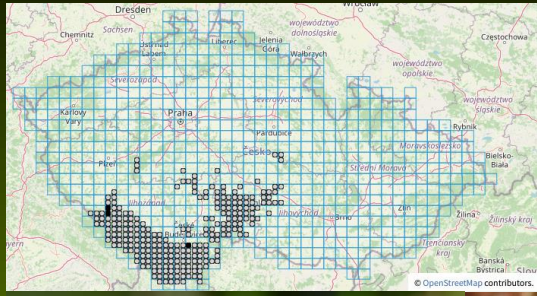 Dresden
Wrocław
Chemnitz
Sachsen
Ústí nad
Labem
Liberec
Jelenia
Góra
województwo
dolnośląskie
Wałbrzych
Częstochowa
Severozápad
województwo
opolskie
województwo
śląskie
Karlovy
Vary
Praha
Severovýchod
Pardubice
Rybnik
Moravskoslezsko
Bielsko-
Biała
Plzeň
Česko
Střední Morava
Jihozápad
České
Budějovice
Jihovýchod
Brno
Zlín
Žilina
Žilinský kraj
Trenčiansky
kraj
Banská
Bystrica
© OpenStreetMap contributors.